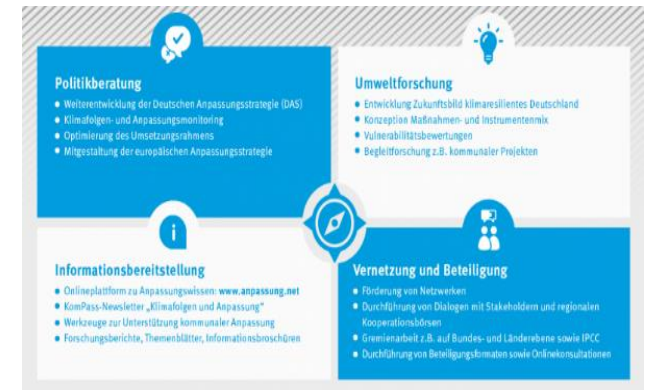 Politikberatung
Weiterentwicklung der Deutschen Anpassungsstrategie (DAS)
Klimafolgen- und Anpassungsmonitoring
Optimierung des Umsetzungsrahmens
Mitgestaltung der europäischen Anpassungsstrategie
Umweltforschung
Entwicklung Zukunftsbild klimaresilientes Deutschland
Konzeption Maßnahmen- und Instrumentenmix
Vulnerabilitätsbewertungen
Begleitforschung z.B. kommunaler Projekten
Informationsbereitstellung
Onlineplattform zu Anpassungswissen: www.anpassung.net
KomPass-Newsletter „Klimafolgen und Anpassung“
Werkzeuge zur Unterstützung kommunaler Anpassung
Forschungsberichte, Themenblätter, Informationsbroschüren
Vernetzung und Beteiligung
Förderung von Netzwerken
Durchführung von Dialogen mit Stakeholdern und regionalen
Kooperationsbörsen
Gremienarbeit z.B. auf Bundes- und Länderebene sowie IPCC
Durchführung von Beteiligungsformaten sowie Onlinekonsultationen